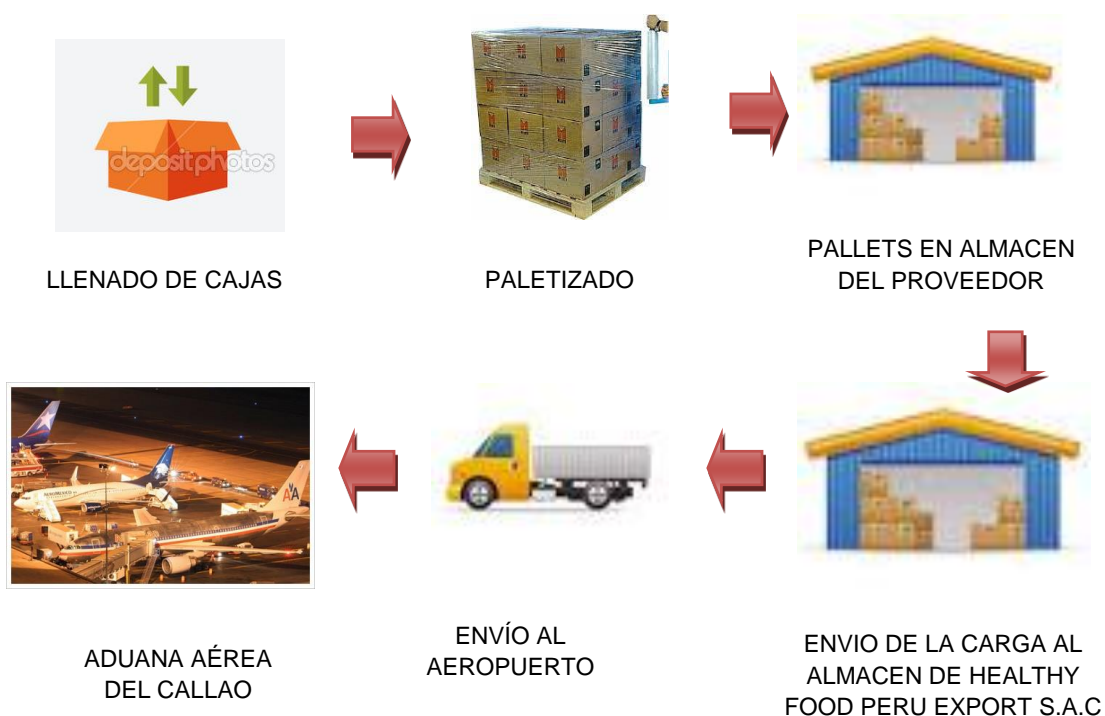 depositphotos
LLENADO DE CAJAS
PALETIZADO
PALLETS EN ALMACEN
DEL PROVEEDOR
ENVIO DE LA CARGA AL
ALMACEN DE HEALTHY
FOOD PERU EXPORT S.A.C
ENVÍO AL
AEROPUERTO
AA
ADUANA AÉREA
DEL CALLAO